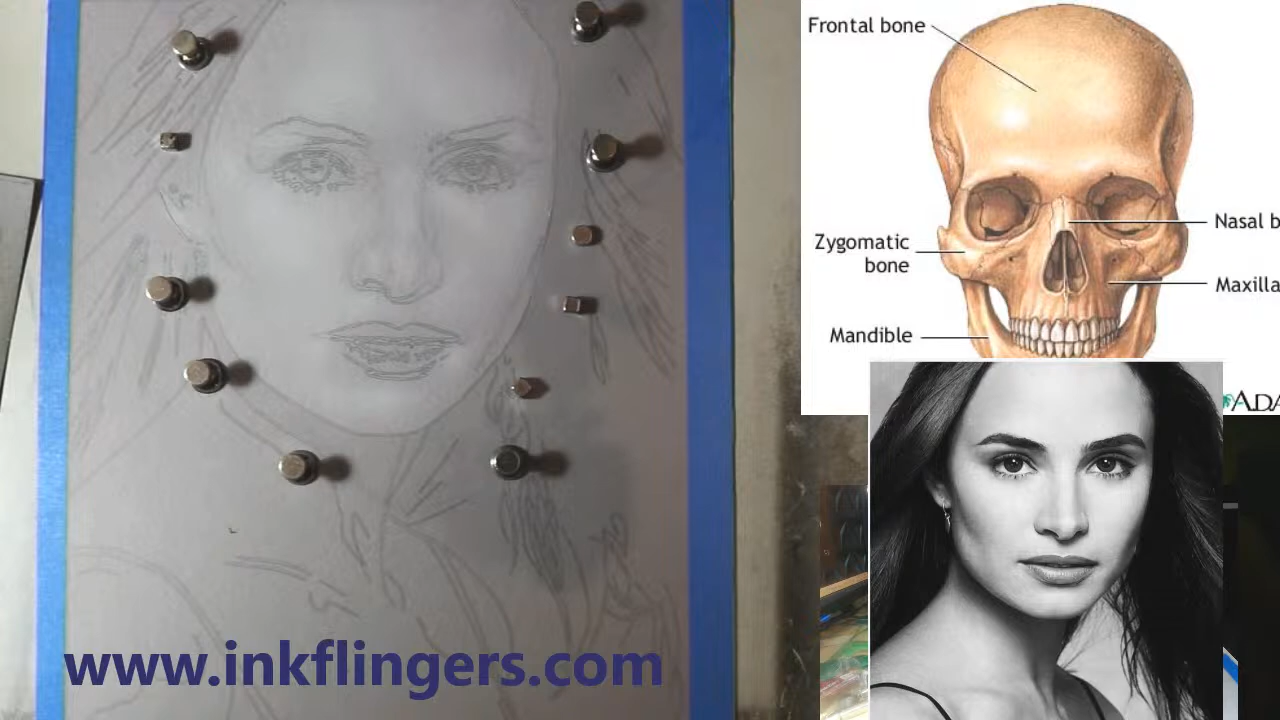 Frontal bone
Nasal b
Zygomatic
bone
Maxilla
Mandible
ADA
www.inkflingers.com